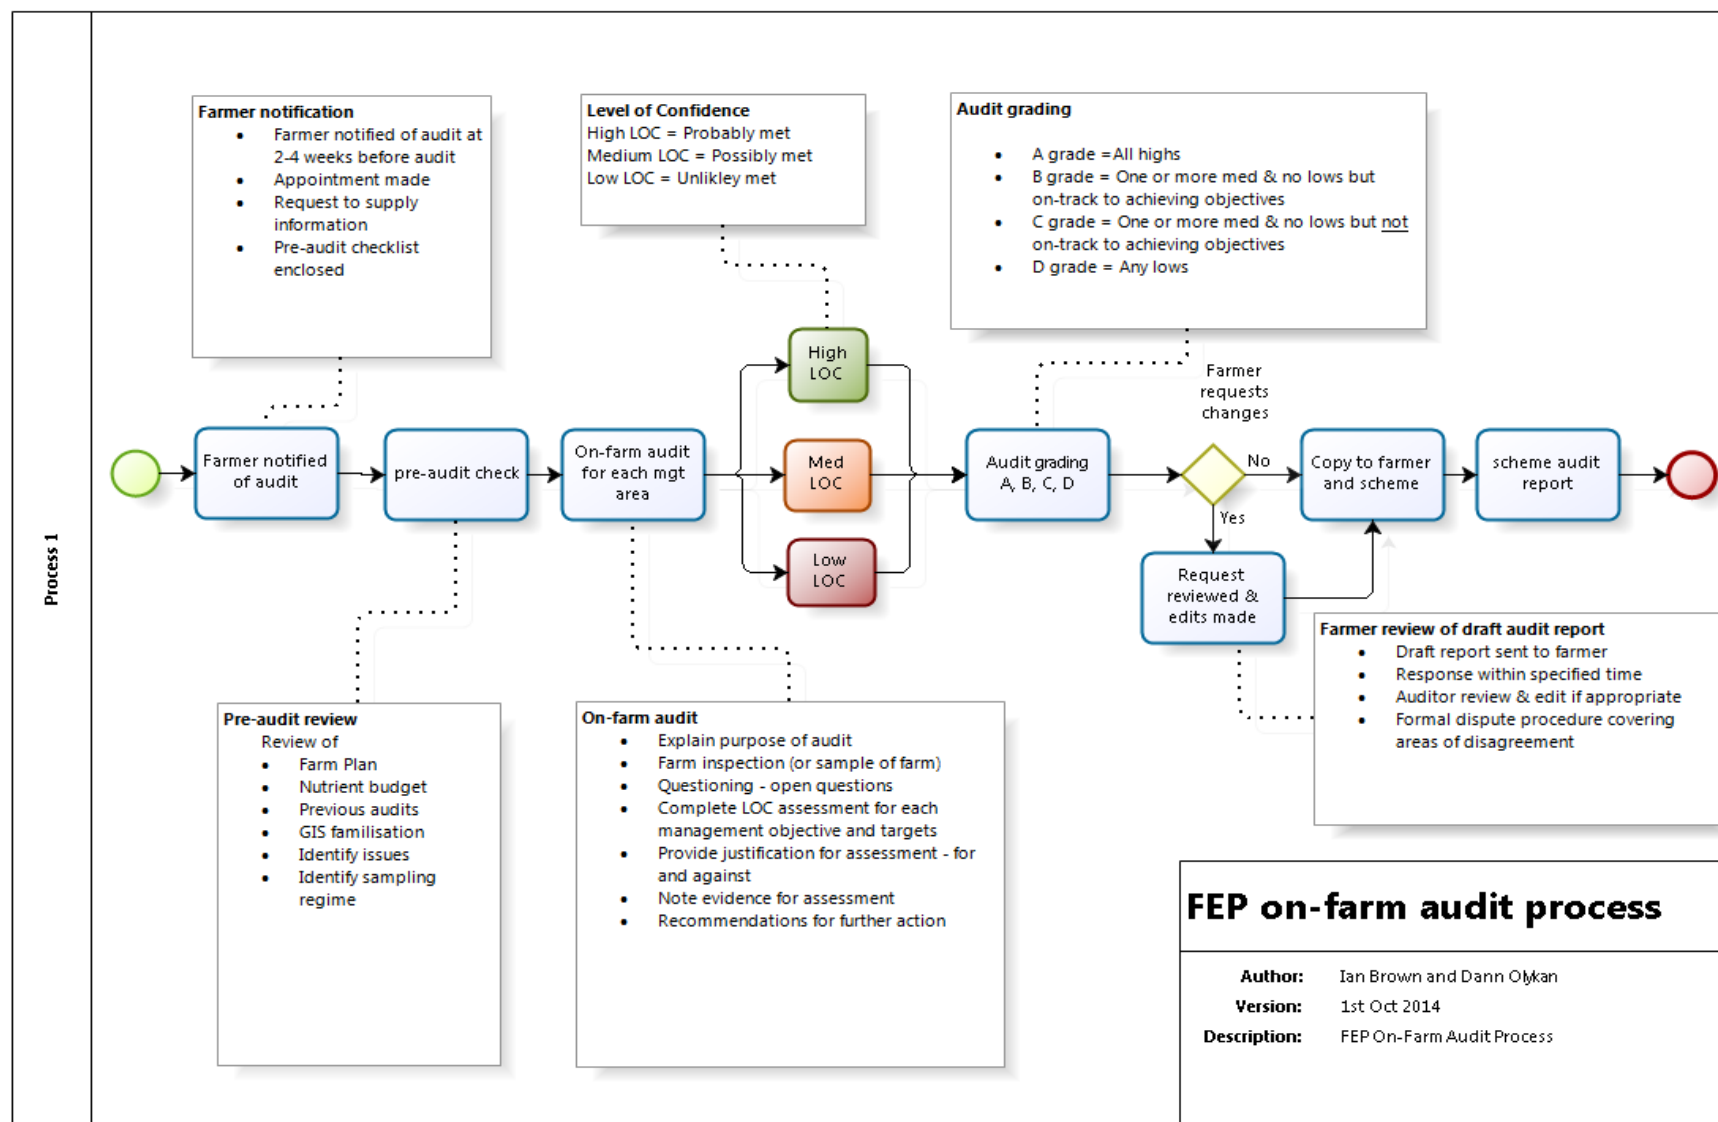 Process 1
Farmer notification
• Farmer notified of audit at
2-4 weeks before audit
• Appointment made
• Request to supply
information
• Pre-audit checklist
enclosed
Level of Confidence
High LOC = Probably met
Medium LOC = Possibly met
Low LOC = Unlikley met
Audit grading
• A grade =All highs
• B grade = One or more med & no lows but
on-track to achieving objectives
• C grade = One or more med & no lows but not
on-track to achieving objectives
• D grade = Any lows
Farmer notified
of audit
pre-audit check
On-farm audit
for each mgt
area
High
LOC
Med
LOC
Low
LOC
Audit grading
A, B, C, D
Farmer
requests
changes
No
Yes
Copy to farmer
and scheme
scheme audit
report
Request
reviewed &
edits made
Farmer review of draft audit report
• Draft report sent to farmer
• Response within specified time
• Auditor review & edit if appropriate
• Formal dispute procedure covering
areas of disagreement
Pre-audit review
Review of
• Farm Plan
• Nutrient budget
• Previous audits
• GIS familisation
• Identify issues
• Identify sampling
regime
On-farm audit
• Explain purpose of audit
• Farm inspection (or sample of farm)
• Questioning - open questions
• Complete LOC assessment for each
management objective and targets
• Provide justification for assessment - for
and against
• Note evidence for assessment
• Recommendations for further action
FEP on-farm audit process
Author: Ian Brown and Dann Olykan
Version: 1st Oct 2014
Description: FEP On-Farm Audit Process